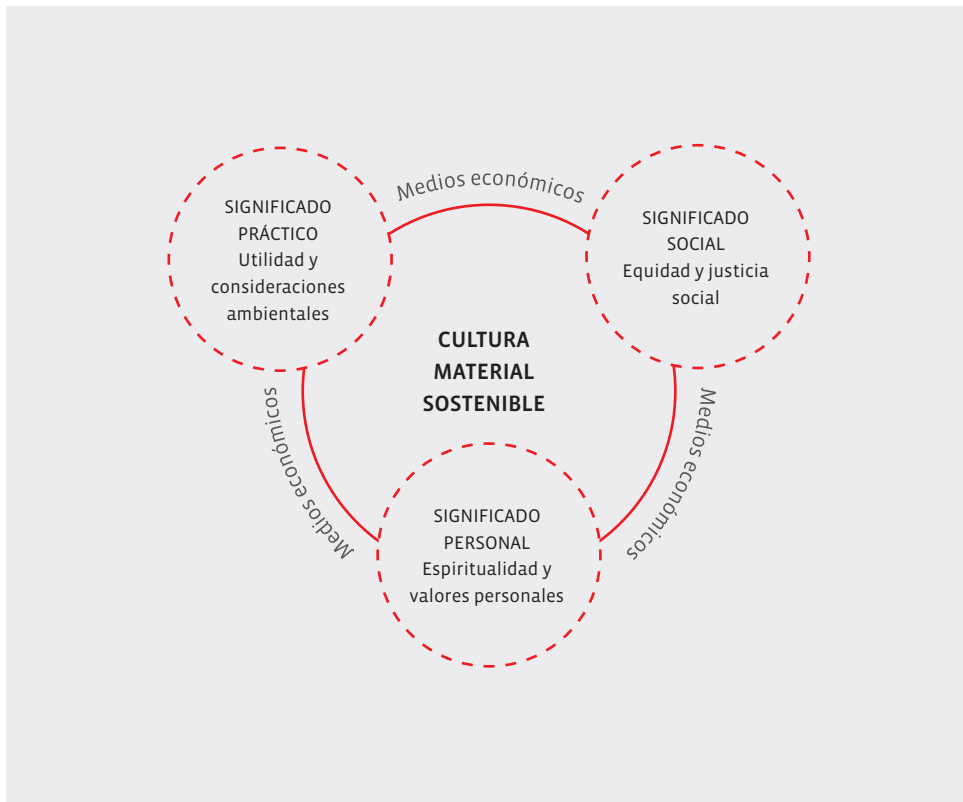 Medios económicos
SIGNIFICADO
PRÁCTICO
Utilidad y
consideraciones
ambientales
SIGNIFICADO
SOCIAL
Equidad y justicia
social
CULTURA
MATERIAL
SOSTENIBLE
Medios económicos
Medios económicos
SIGNIFICADO
PERSONAL
Espiritualidad y
valores personales